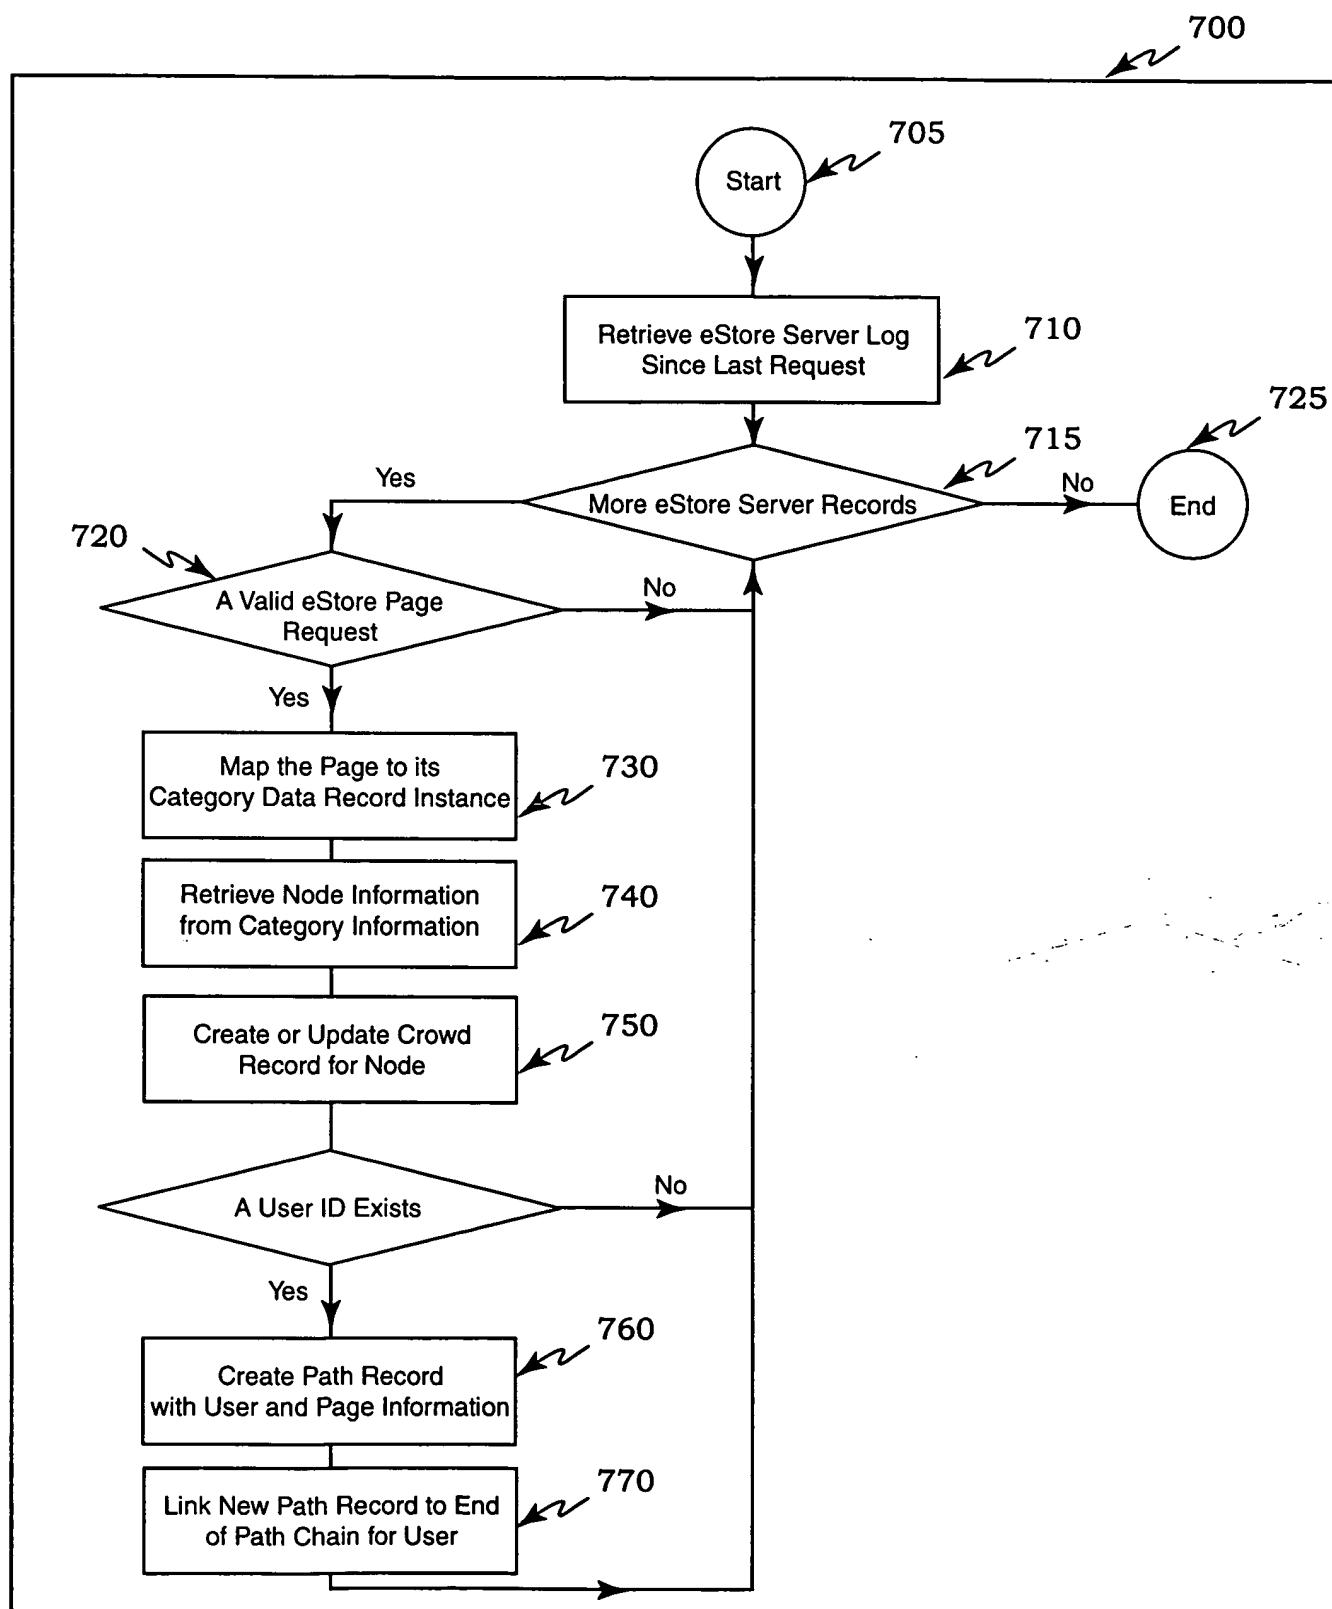 700
705
Start
Retrieve eStore Server Log
Since Last Request
710
725
715
Yes
More eStore Server Records
No
End
720
A Valid eStore Page
Request
No
Yes
Map the Page to its
Category Data Record Instance
730
Retrieve Node Information
from Category Information
740
Create or Update Crowd
Record for Node
750
A User ID Exists
No
Yes
Create Path Record
with User and Page Information
760
Link New Path Record to End
of Path Chain for User
770